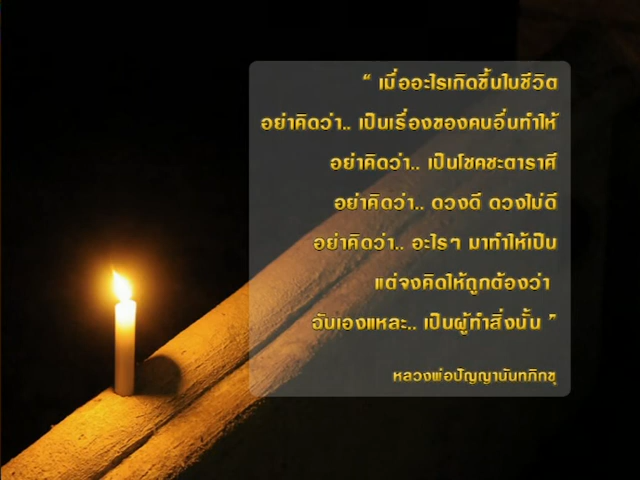 “ เมื่ออะไรเกิดขึ้นในชีวิต
อย่าคิดว่า.. เป็นเรื่องของคนอื่นทำให้
อย่าคิดว่า.. เป็นโชคชะตาราศี
อย่าคิดว่า.. ดวงดี ดวงไม่ดี
อย่าคิดว่า.. อะไรๆ มาทำให้เป็น
แต่จงคิดให้ถูกต้องว่า
ฉันเองแหละ.. เป็นผู้ทำสิ่งนั้น ”
หลวงพ่อปัญญานันทภิกขุ